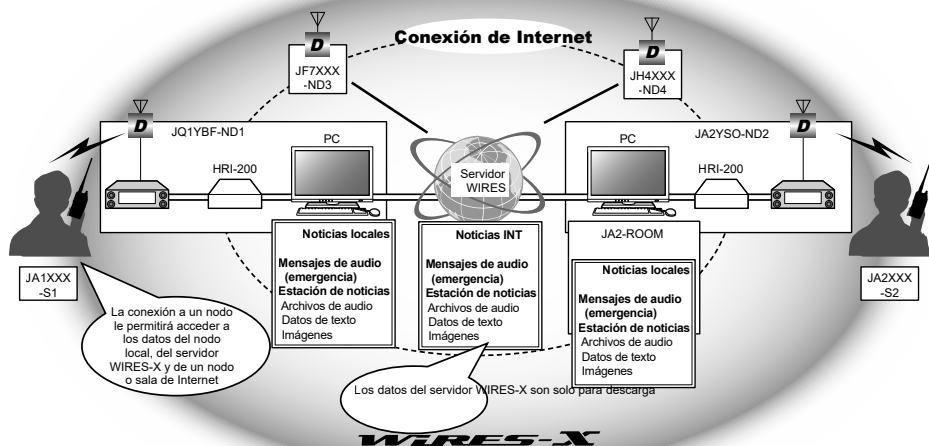 Conexión de Internet
D
JF7XXX
-ND3
D
JH4XXX
-ND4
D
JQ1YBF-ND1
PC
HRI-200
Servidor
WIRES
PC
JA2YSO-ND2
D
HRI-200
JA1XXX
-S1
JA2XXX
-S2
Noticias locales
Mensajes de audio
(emergencia)
Estación de noticias
Archivos de audio
Datos de texto
Imágenes
Noticias INT
Mensajes de audio
(emergencia)
Estación de noticias
Archivos de audio
Datos de texto
Imágenes
JA2-ROOM
Noticias locales
Mensajes de audio
(emergencia)
Estación de noticias
Archivos de audio
Datos de texto
Imágenes
La conexión a un nodo
le permitirá acceder a
los datos del nodo
local, del servidor
WIRES-X y de un nodo
o sala de Internet
Los datos del servidor WIRES-X son solo para descarga
WiRES-X